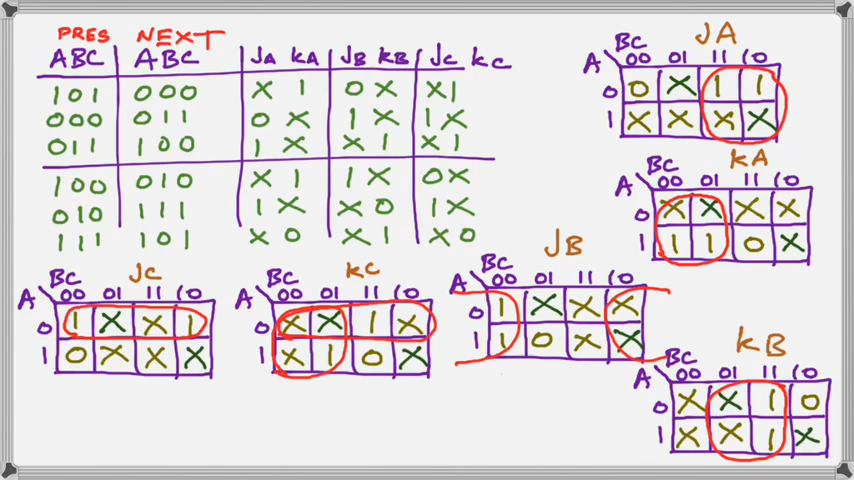 PRES NEXT
ABC ABC JA KA JB KB JC KC
101 000 X 1 0 X X 1
000 011 0 X 1 X 1 X
011 100 1 X X 1 X 1
100 010 X 1 1 X 0 X
010 111 1 X X 0 1 X
111 101 X 0 X 1 X 0
JA
BC
A 00 01 11 10
0 0 X 1 1
1 X X X X
KA
BC
A 00 01 11 10
0 X X X X
1 1 1 0 X
JC
BC
A 00 01 11 10
0 1 X X 1
1 0 X X X
KC
BC
A 00 01 11 10
0 X X 1 X
1 X 1 0 X
JB
BC
A 00 01 11 10
0 1 X X X
1 1 0 X X
KB
BC
A 00 01 11 10
0 X X 1 0
1 X X 1 X